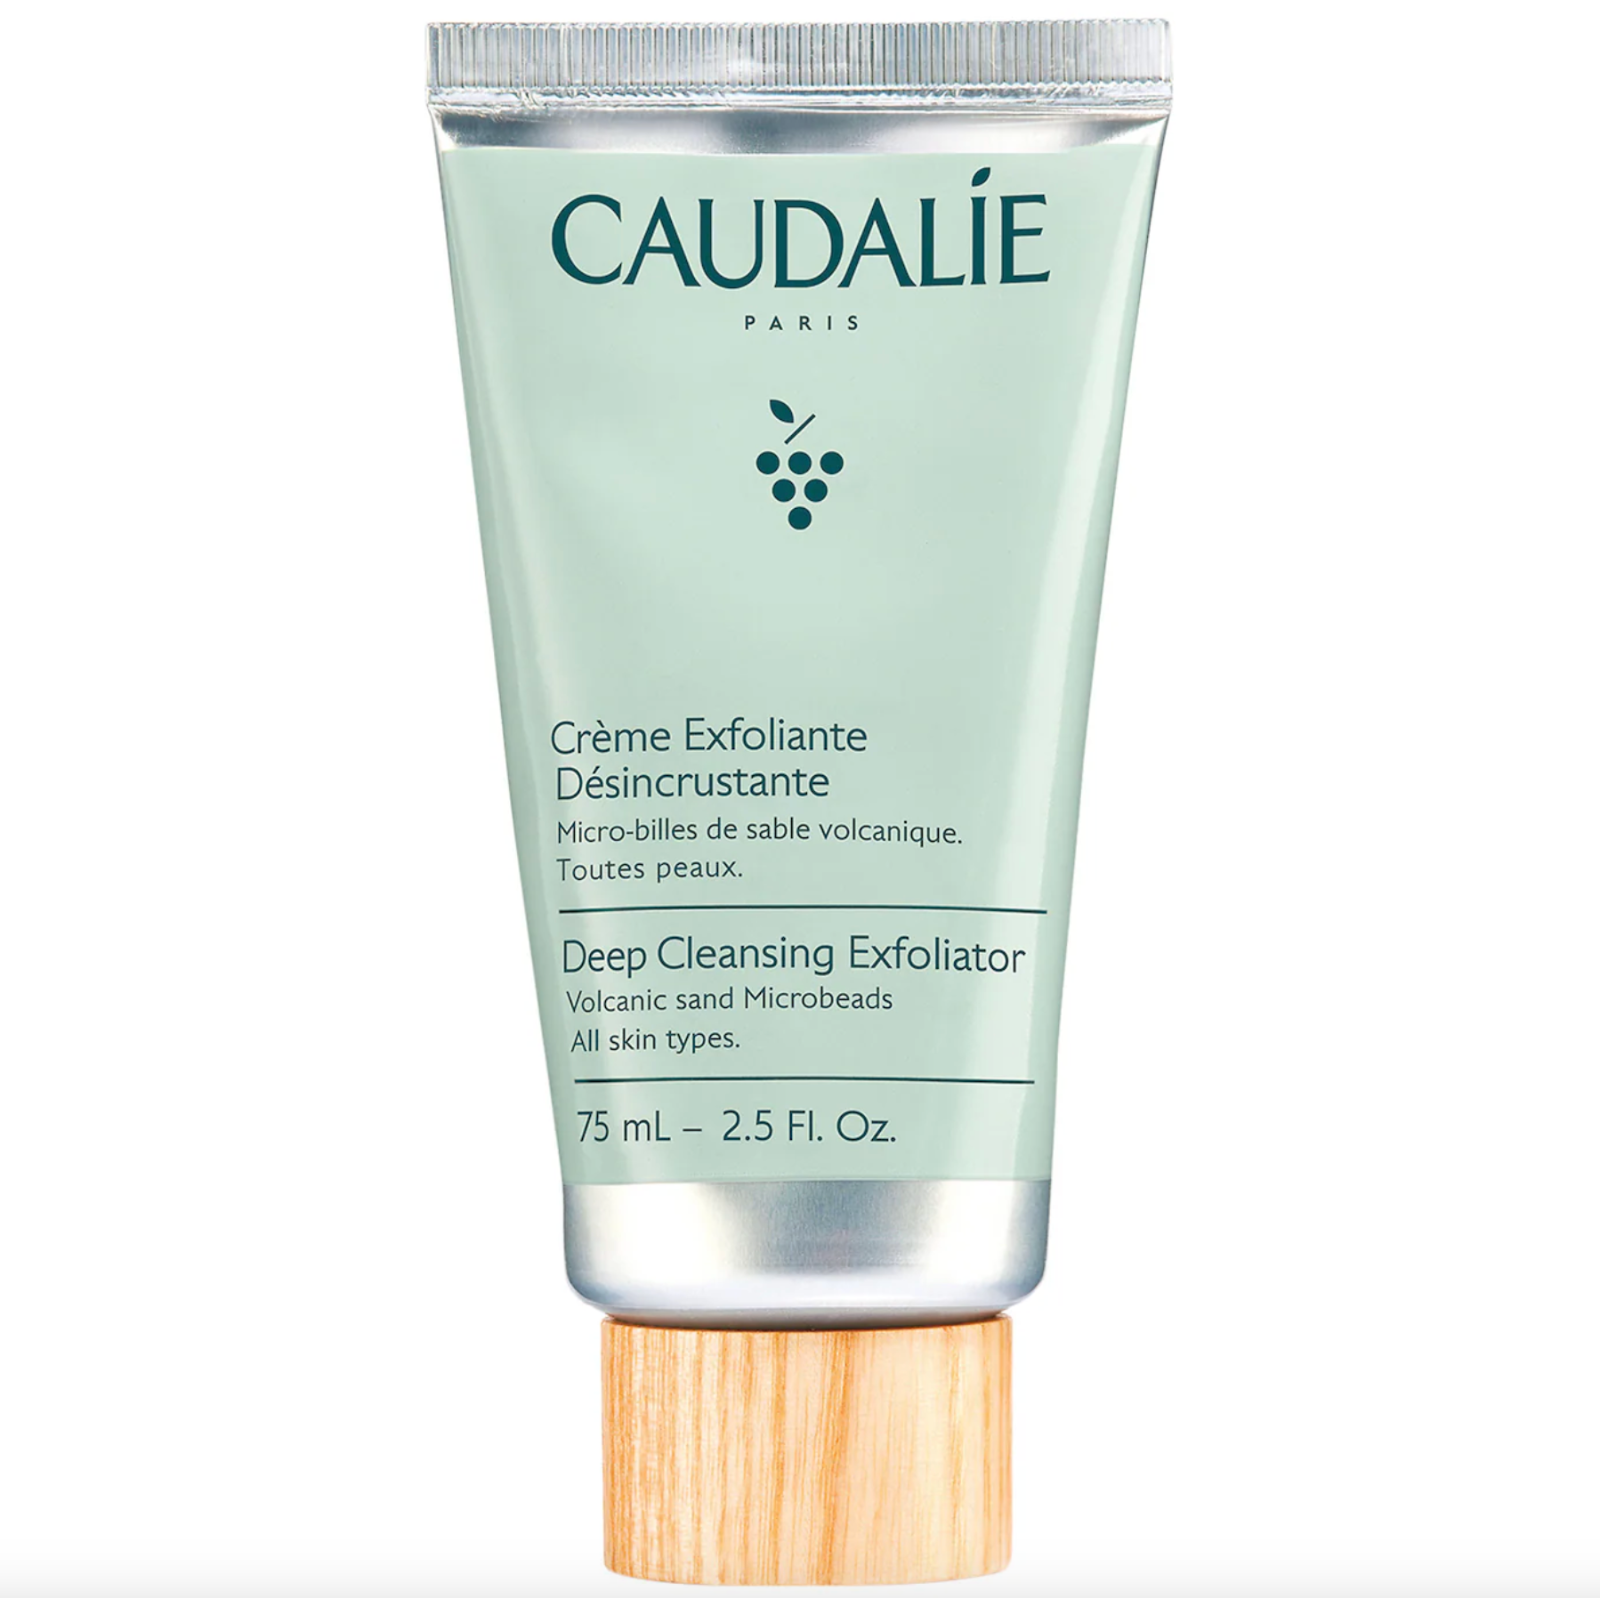 CAUDALÍE
PARIS
Crème Exfoliante
Désincrustante
Micro-billes de sable volcanique.
Toutes peaux.
Deep Cleansing Exfoliator
Volcanic sand Microbeads
All skin types.
75 mL – 2.5 Fl. Oz.